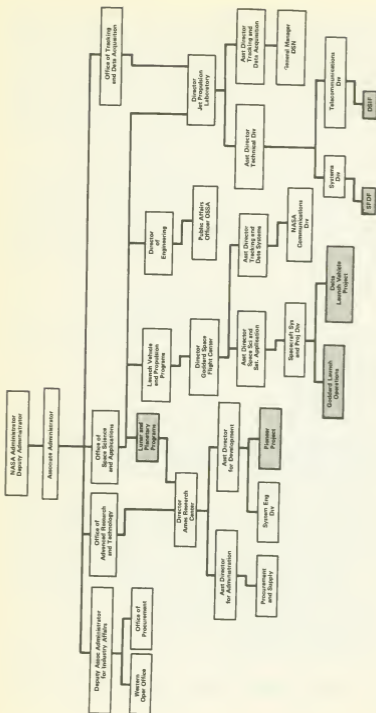 NASA Administrator
Deputy Administrator
Associate Administrator
Deputy Assoc Administrator
for Industry Affairs
Office of
Advanced Research
and Technology
Office of
Space Science
and Applications
Office of Tracking
and Data Acquisition
Western
Oper Office
Office of
Procurement
Lunar and
Planetary
Programs
Launch Vehicle
and Propulsion
Programs
Director
of
Engineering
Public Affairs
Officer OSSA
Director
Ames Research
Center
Director
Goddard Space
Flight Center
Director
Jet Propulsion
Laboratory
Asst Director
for Administration
Asst Director
for Development
Asst Director
Space Sci and
Sat. Application
Asst Director
Tracking and
Data Systems
Asst Director
Technical Div
Asst Director
Tracking and
Data Acquisition
Procurement
and Supply
System Eng
Div
Pioneer
Project
Spacecraft Sys
and Proj Div
NASA
Communications
Div
General Manager
DSN
Goddard Launch
Operations
Delta
Launch Vehicle
Project
Systems
Div
Telecommunications
Div
SFOF
DSIF